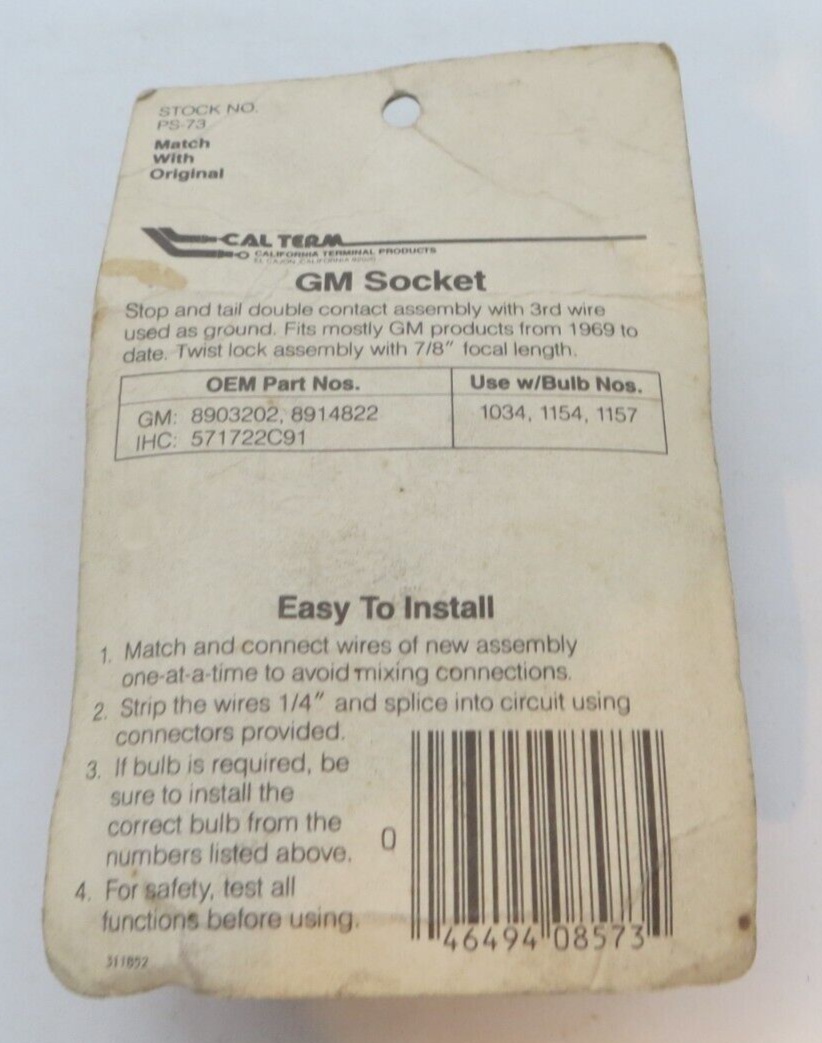 STOCK NO.
PS-73
Match
With
Original
CAL TERM
CALIFORNIA TERMINAL PRODUCTS
EL CAJON, CALIFORNIA
GM Socket
Stop and tail double contact assembly with 3rd wire
used as ground. Fits mostly GM products from 1969 to
date. Twist lock assembly with 7/8" focal length.
OEM Part Nos. Use w/Bulb Nos.
GM: 8903202, 8914822 1034, 1154, 1157
IHC: 571722C91
Easy To Install
1. Match and connect wires of new assembly
one-at-a-time to avoid mixing connections.
2. Strip the wires 1/4" and splice into circuit using
connectors provided.
3. If bulb is required, be
sure to install the
correct bulb from the
numbers listed above.
4. For safety, test all
functions before using.
0 46494 08573